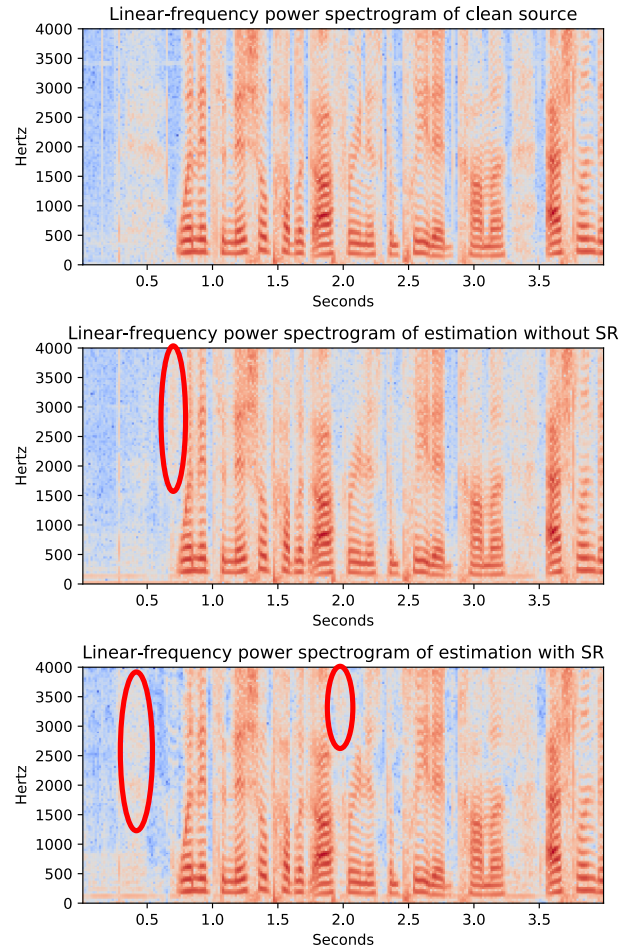 Linear-frequency power spectrogram of clean source
4000
3500
3000
2500
2000
1500
1000
500
0
Hertz
0.5 1.0 1.5 2.0 2.5 3.0 3.5
Seconds
Linear-frequency power spectrogram of estimation without SR
4000
3500
3000
2500
2000
1500
1000
500
0
Hertz
0.5 1.0 1.5 2.0 2.5 3.0 3.5
Seconds
Linear-frequency power spectrogram of estimation with SR
4000
3500
3000
2500
2000
1500
1000
500
0
Hertz
0.5 1.0 1.5 2.0 2.5 3.0 3.5
Seconds